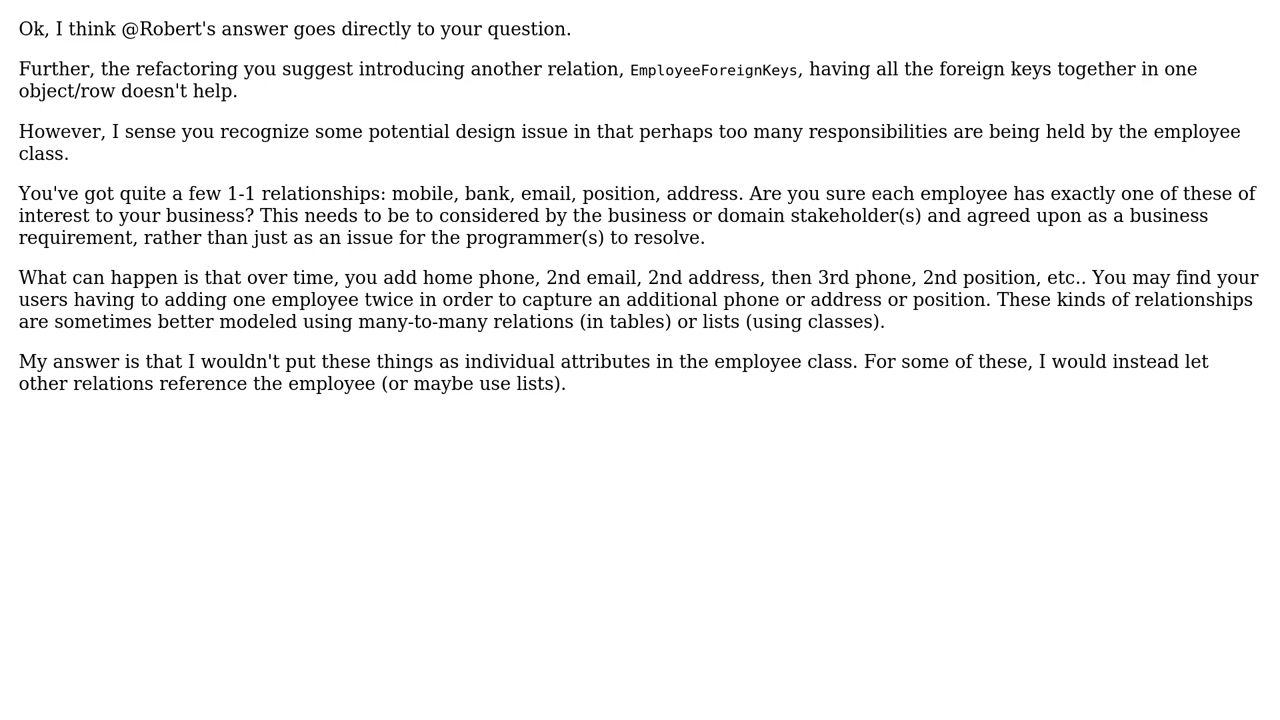 Ok, I think @Robert's answer goes directly to your question.
Further, the refactoring you suggest introducing another relation, EmployeeForeignKeys, having all the foreign keys together in one
object/row doesn't help.
However, I sense you recognize some potential design issue in that perhaps too many responsibilities are being held by the employee
class.
You've got quite a few 1-1 relationships: mobile, bank, email, position, address. Are you sure each employee has exactly one of these of
interest to your business? This needs to be to considered by the business or domain stakeholder(s) and agreed upon as a business
requirement, rather than just as an issue for the programmer(s) to resolve.
What can happen is that over time, you add home phone, 2nd email, 2nd address, then 3rd phone, 2nd position, etc.. You may find your
users having to adding one employee twice in order to capture an additional phone or address or position. These kinds of relationships
are sometimes better modeled using many-to-many relations (in tables) or lists (using classes).
My answer is that I wouldn't put these things as individual attributes in the employee class. For some of these, I would instead let
other relations reference the employee (or maybe use lists).